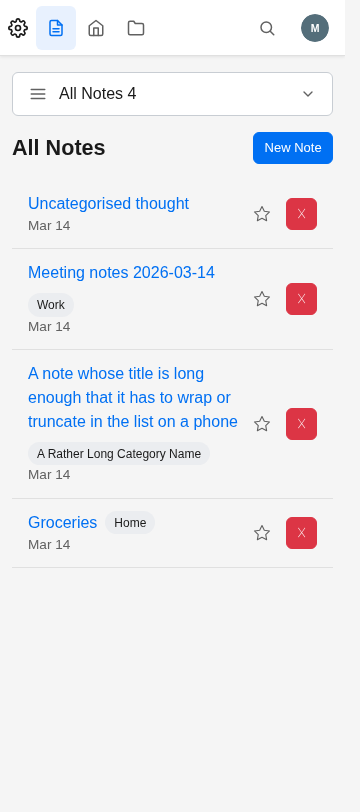 M
All Notes 4
All Notes
New Note
Uncategorised thought
Mar 14
X
Meeting notes 2026-03-14
Work
Mar 14
X
A note whose title is long
enough that it has to wrap or
truncate in the list on a phone
A Rather Long Category Name
Mar 14
X
Groceries Home
Mar 14
X